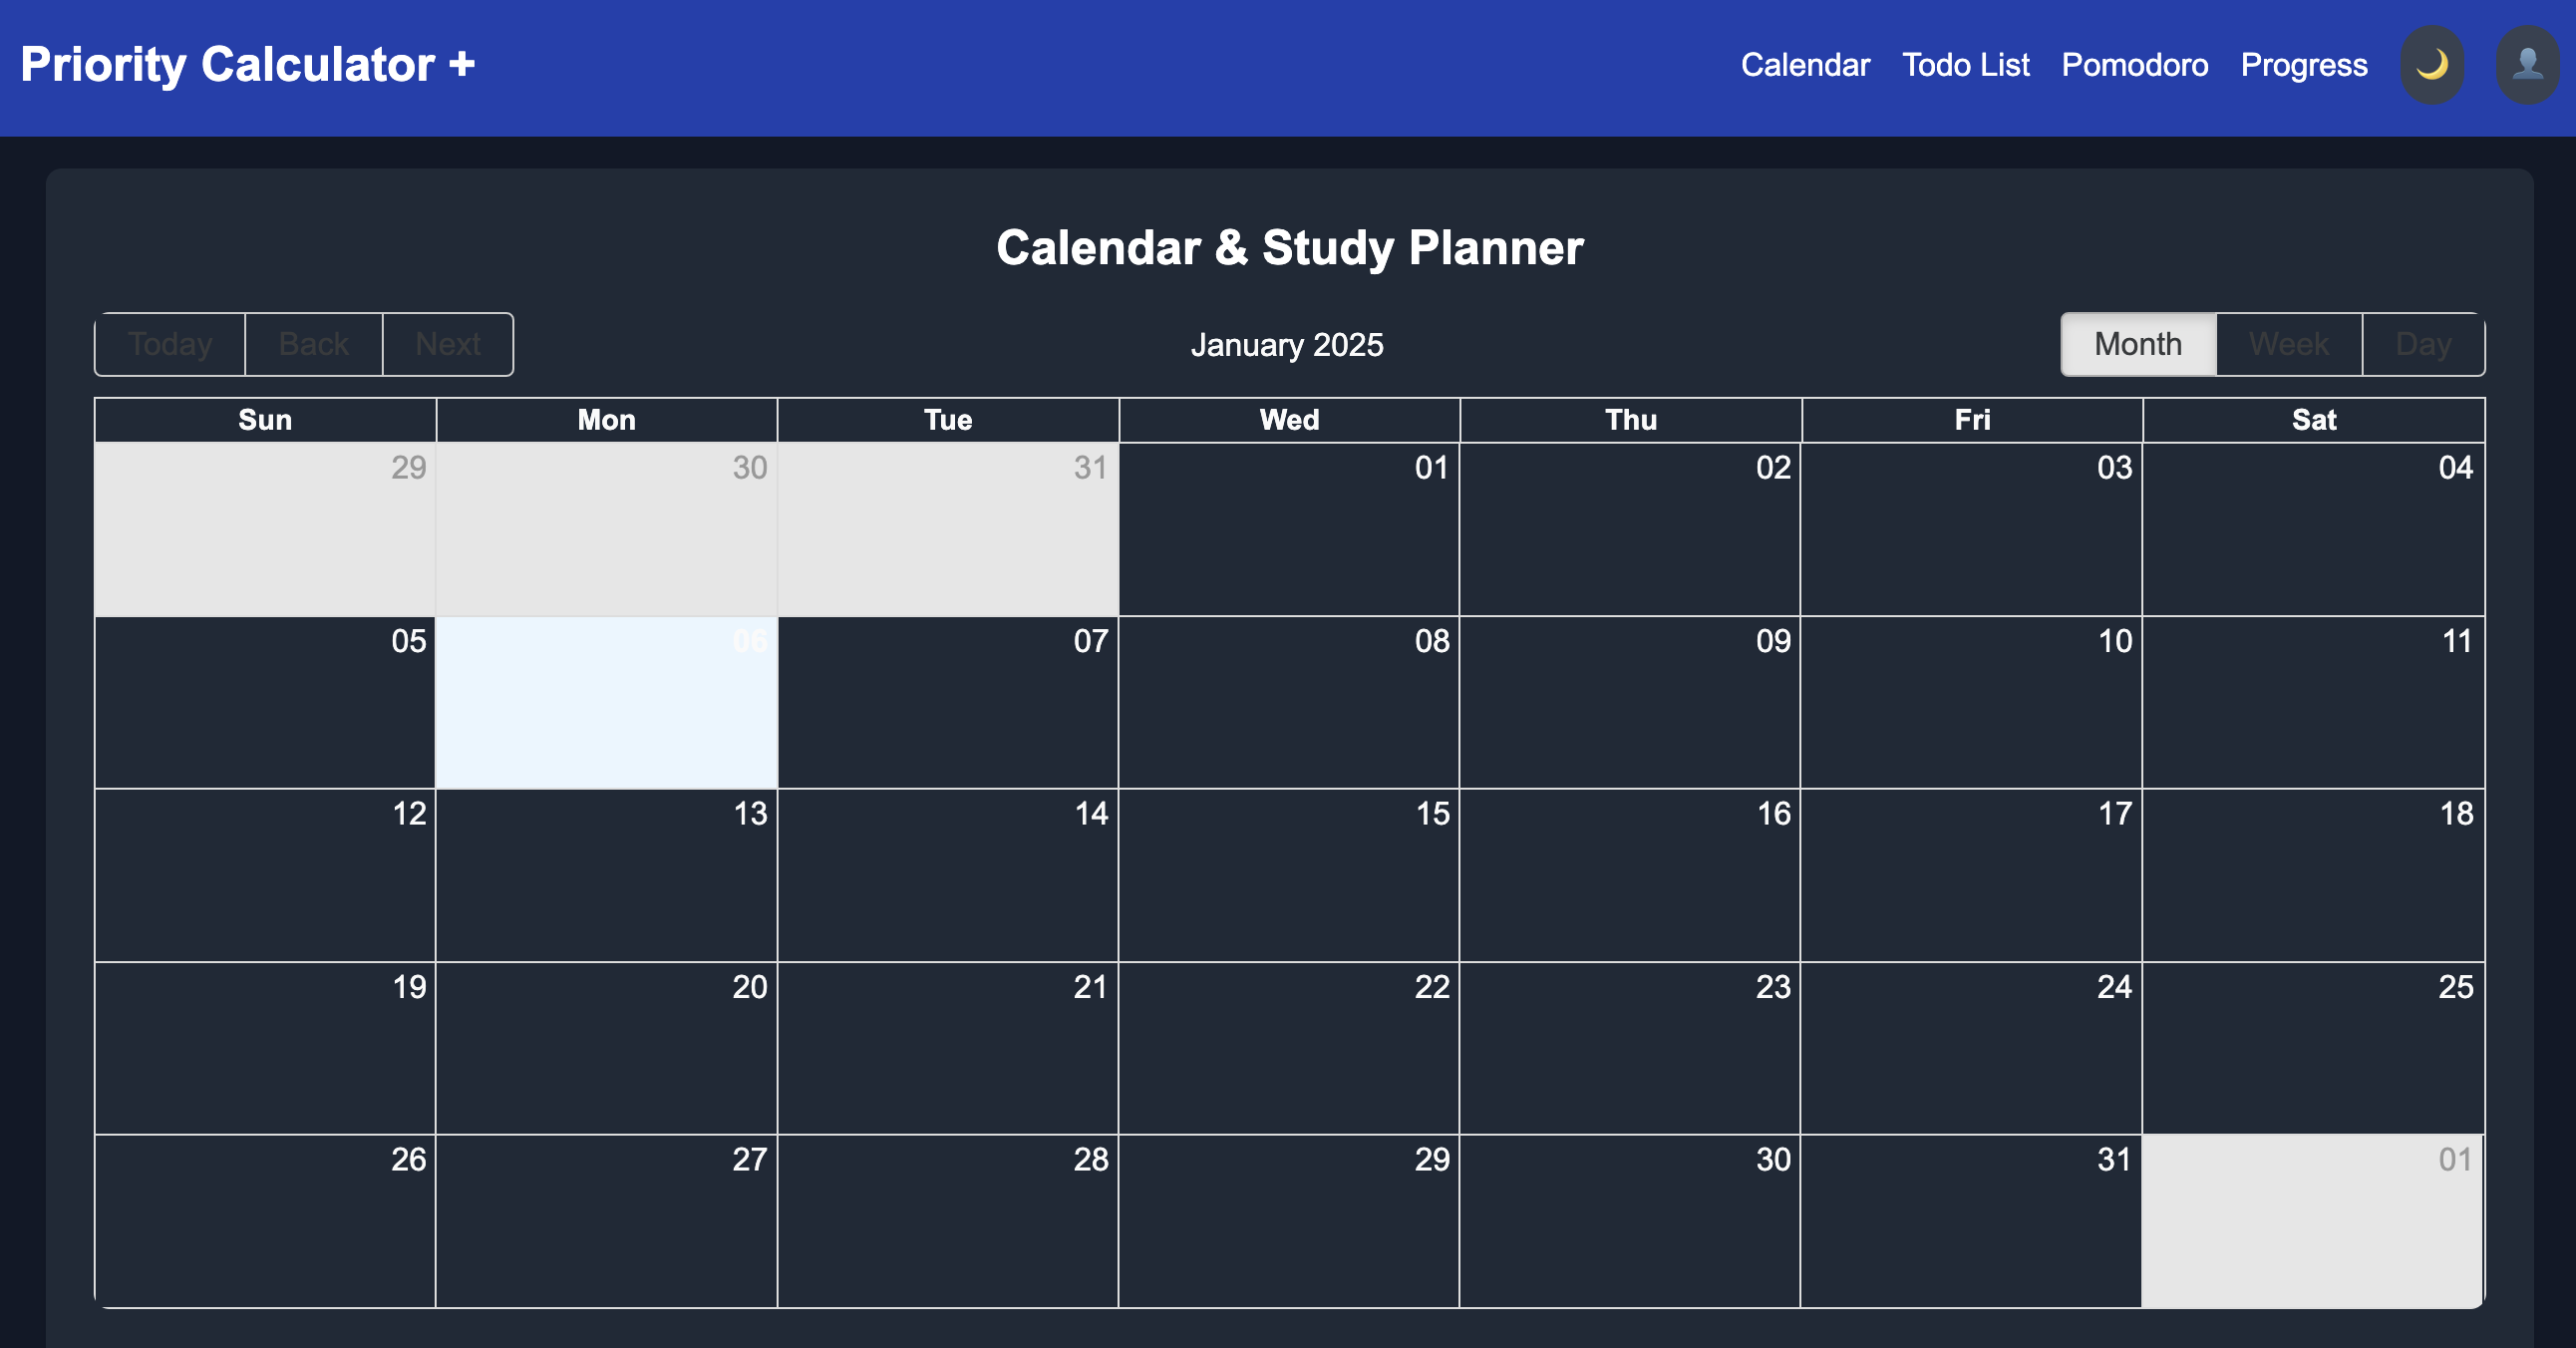 Priority Calculator +
Calendar Todo List Pomodoro Progress
Calendar & Study Planner
Today Back Next January 2025 Month Week Day
Sun Mon Tue Wed Thu Fri Sat
29 30 31 01 02 03 04
05 06 07 08 09 10 11
12 13 14 15 16 17 18
19 20 21 22 23 24 25
26 27 28 29 30 31 01